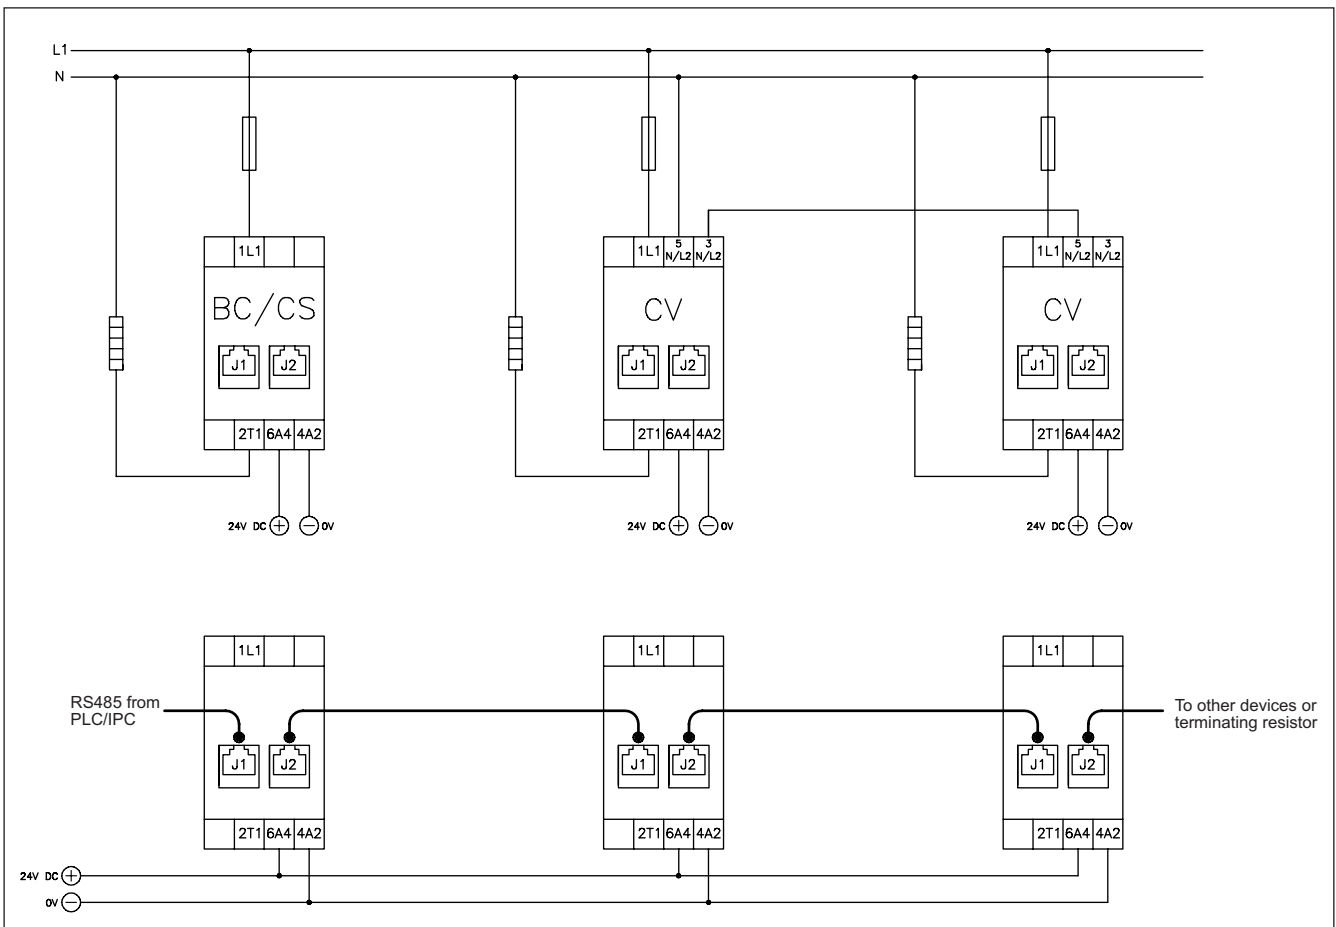 L1
N
1L1
1L1
5
N/L2
3
N/L2
1L1
5
N/L2
3
N/L2
BC/CS
CV
CV
J1
J2
J1
J2
J1
J2
2T1
6A4
4A2
2T1
6A4
4A2
2T1
6A4
4A2
24V DC + − 0V
24V DC + − 0V
24V DC + − 0V
1L1
1L1
1L1
RS485 from
PLC/IPC
To other devices or
terminating resistor
J1
J2
J1
J2
J1
J2
2T1
6A4
4A2
2T1
6A4
4A2
2T1
6A4
4A2
24V DC +
0V −